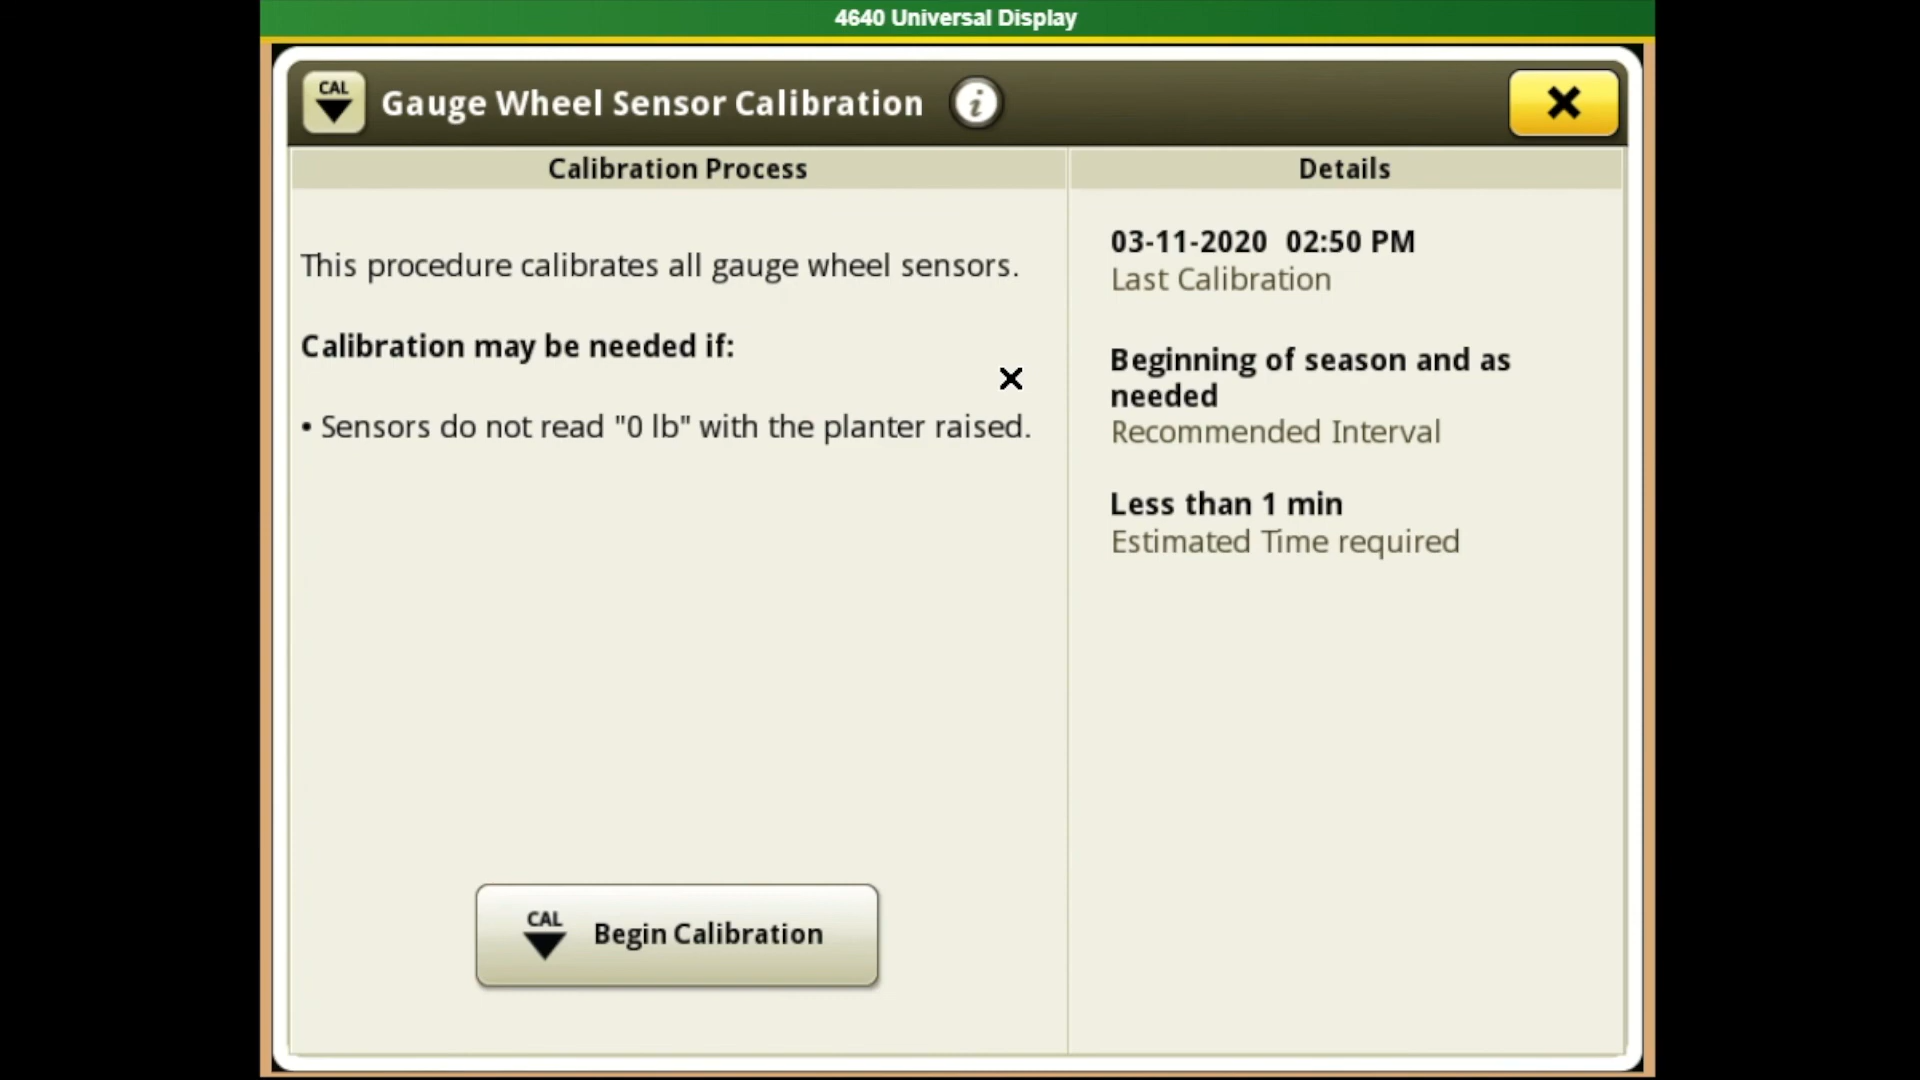 4640 Universal Display
CAL
Gauge Wheel Sensor Calibration
i
Calibration Process
This procedure calibrates all gauge wheel sensors.
Calibration may be needed if:
• Sensors do not read "0 lb" with the planter raised.
CAL
Begin Calibration
Details
03-11-2020 02:50 PM
Last Calibration
Beginning of season and as
needed
Recommended Interval
Less than 1 min
Estimated Time required